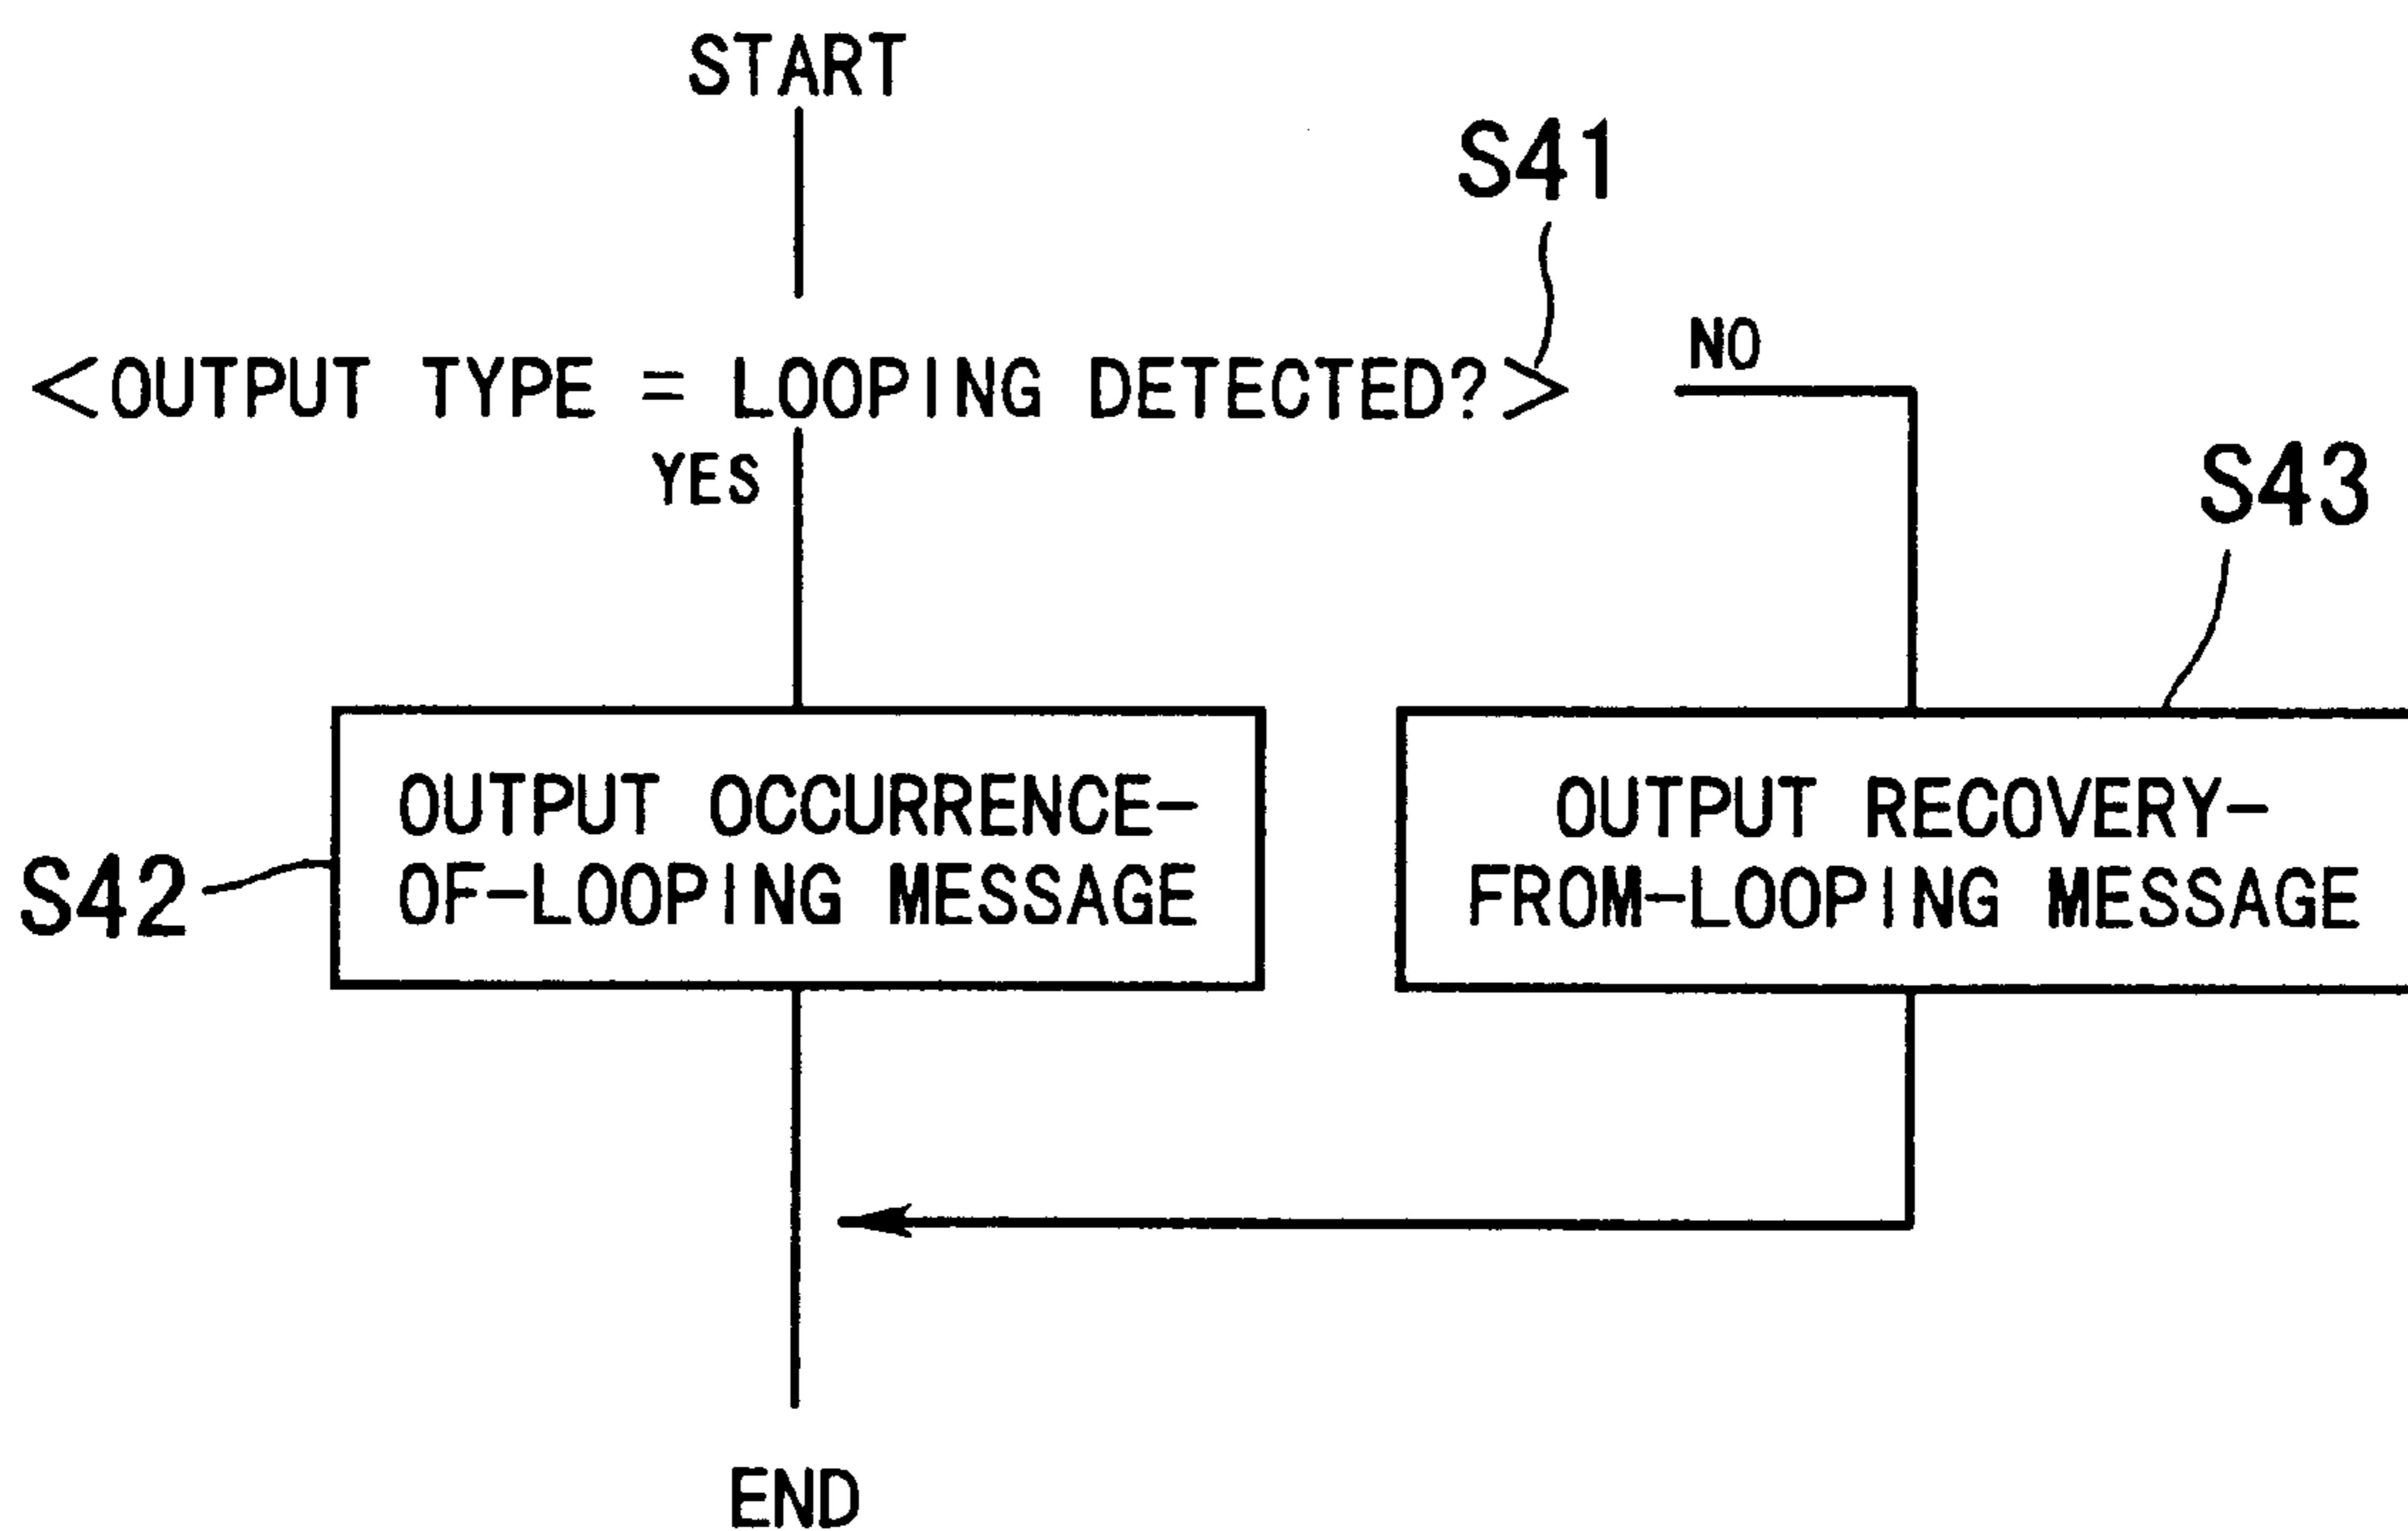 START
S41
<OUTPUT TYPE = LOOPING DETECTED?>
NO
YES
S43
OUTPUT OCCURRENCE-
OF-LOOPING MESSAGE
S42
OUTPUT RECOVERY-
FROM-LOOPING MESSAGE
END